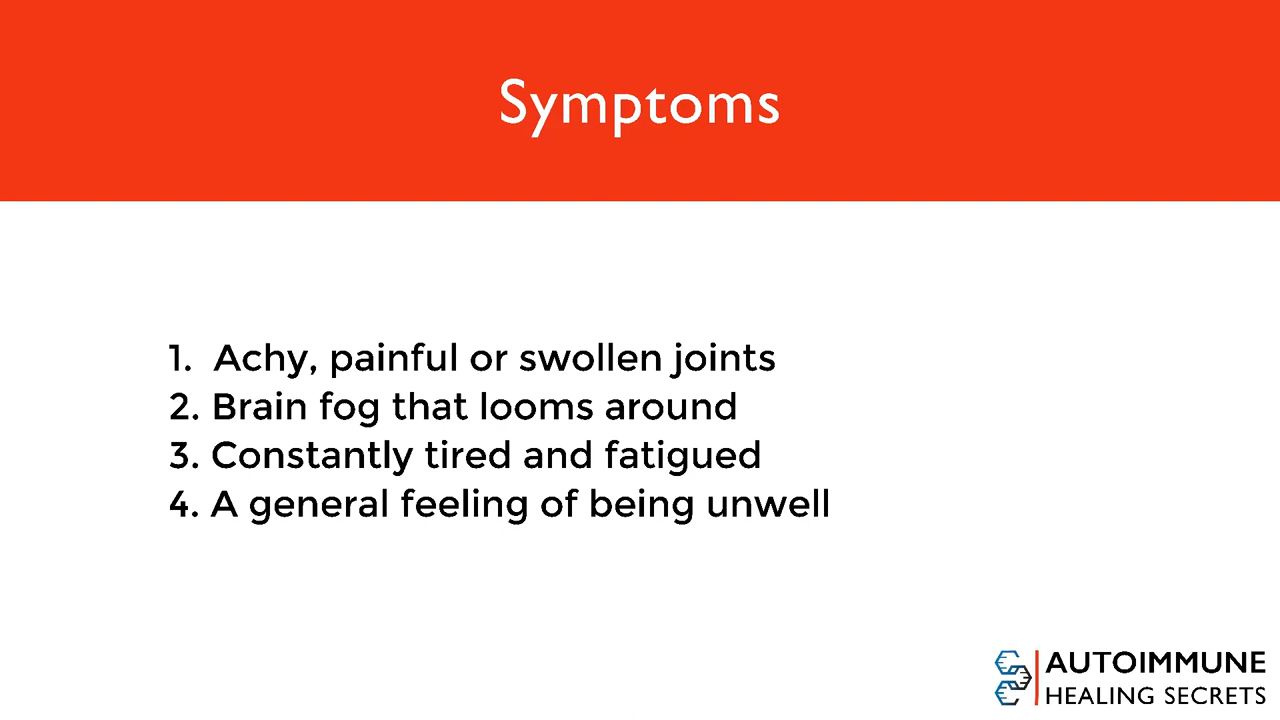 Symptoms
1. Achy, painful or swollen joints
2. Brain fog that looms around
3. Constantly tired and fatigued
4. A general feeling of being unwell
AUTOIMMUNE
HEALING SECRETS